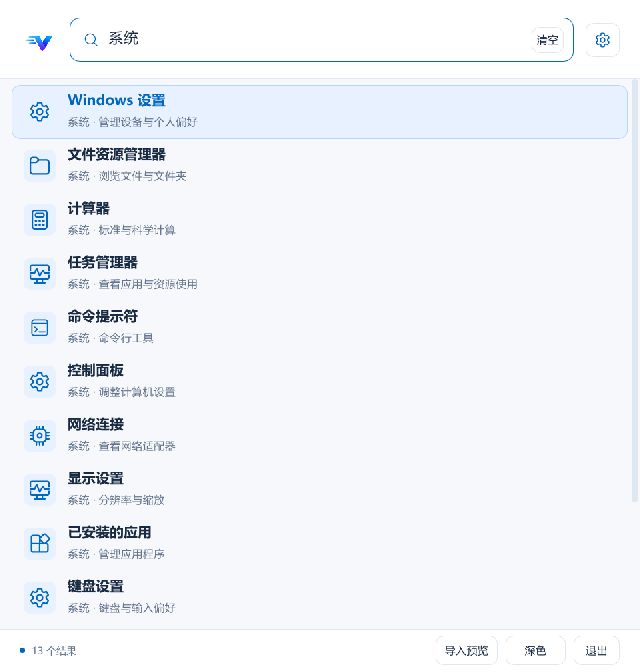 系统
清空
Windows 设置
系统 · 管理设备与个人偏好
文件资源管理器
系统 · 浏览文件与文件夹
计算器
系统 · 标准与科学计算
任务管理器
系统 · 查看应用与资源使用
命令提示符
系统 · 命令行工具
控制面板
系统 · 调整计算机设置
网络连接
系统 · 查看网络适配器
显示设置
系统 · 分辨率与缩放
已安装的应用
系统 · 管理应用程序
键盘设置
系统 · 键盘与输入偏好
13 个结果
导入预览
深色
退出